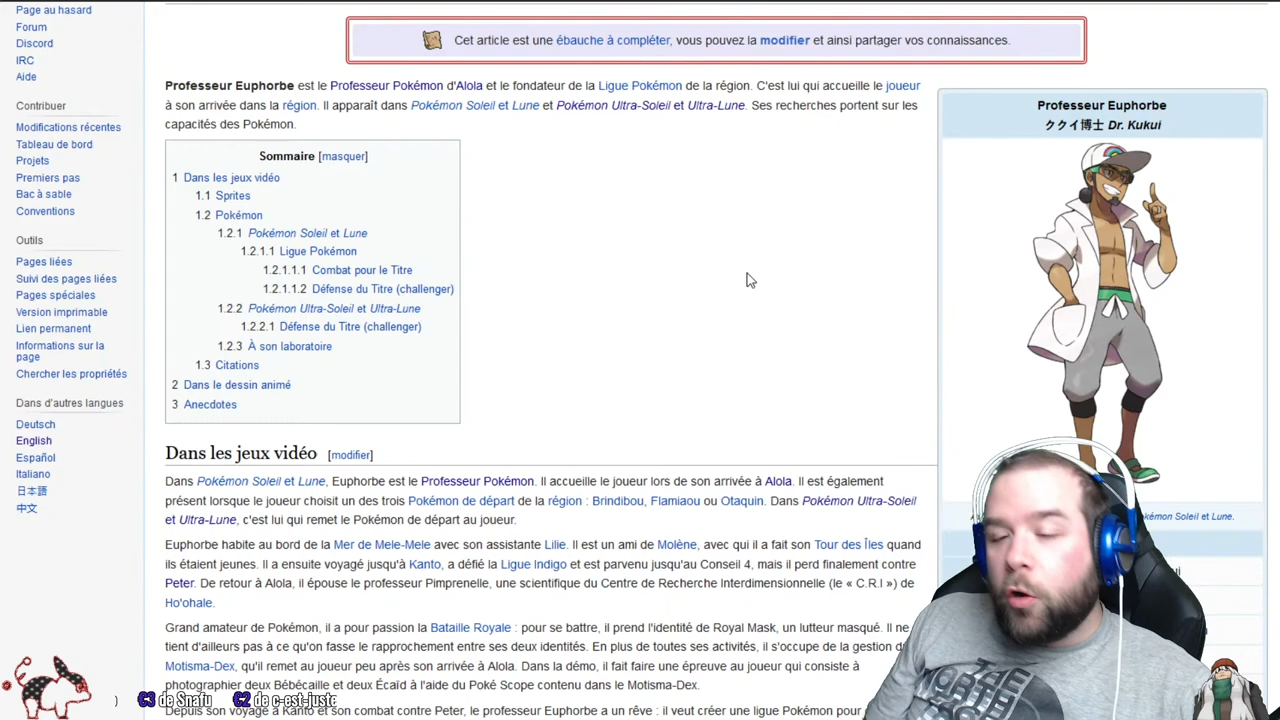 Page au hasard
Forum
Discord
IRC
Aide
Contribuer
Modifications récentes
Tableau de bord
Projets
Premiers pas
Bac à sable
Conventions
Outils
Pages liées
Suivi des pages liées
Pages spéciales
Version imprimable
Lien permanent
Informations sur la
page
Chercher les propriétés
Dans d'autres langues
Deutsch
English
Español
Italiano
日本語
中文
Cet article est une ébauche à compléter, vous pouvez la modifier et ainsi partager vos connaissances.
Professeur Euphorbe est le Professeur Pokémon d'Alola et le fondateur de la Ligue Pokémon de la région. C'est lui qui accueille le joueur
à son arrivée dans la région. Il apparaît dans Pokémon Soleil et Lune et Pokémon Ultra-Soleil et Ultra-Lune. Ses recherches portent sur les
capacités des Pokémon.
Sommaire [masquer]
1 Dans les jeux vidéo
1.1 Sprites
1.2 Pokémon
1.2.1 Pokémon Soleil et Lune
1.2.1.1 Ligue Pokémon
1.2.1.1.1 Combat pour le Titre
1.2.1.1.2 Défense du Titre (challenger)
1.2.2 Pokémon Ultra-Soleil et Ultra-Lune
1.2.2.1 Défense du Titre (challenger)
1.2.3 À son laboratoire
1.3 Citations
2 Dans le dessin animé
3 Anecdotes
Dans les jeux vidéo [modifier]
Dans Pokémon Soleil et Lune, Euphorbe est le Professeur Pokémon. Il accueille le joueur lors de son arrivée à Alola. Il est également
présent lorsque le joueur choisit un des trois Pokémon de départ de la région : Brindibou, Flamiaou ou Otaquin. Dans Pokémon Ultra-Soleil
et Ultra-Lune, c'est lui qui remet le Pokémon de départ au joueur.
Euphorbe habite au bord de la Mer de Mele-Mele avec son assistante Lilie. Il est un ami de Molène, avec qui il a fait son Tour des Îles quand
ils étaient jeunes. Il a ensuite voyagé jusqu'à Kanto, a défié la Ligue Indigo et est parvenu jusqu'au Conseil 4, mais il perd finalement contre
Peter. De retour à Alola, il épouse le professeur Pimprenelle, une scientifique du Centre de Recherche Interdimensionnelle (le « C.R.I ») de
Ho'ohale.
Grand amateur de Pokémon, il a pour passion la Bataille Royale : pour se battre, il prend l'identité de Royal Mask, un lutteur masqué. Il ne
tient d'ailleurs pas à ce qu'on fasse le rapprochement entre ses deux identités. En plus de toutes ses activités, il s'occupe de la gestion
Motisma-Dex, qu'il remet au joueur peu après son arrivée à Alola. Dans la démo, il fait faire une épreuve au joueur qui consiste à
photographier deux Bébécaille et deux Écaïd à l'aide du Poké Scope contenu dans le Motisma-Dex.
Depuis son voyage à Kanto et son combat contre Peter, le professeur Euphorbe a un rêve : il veut créer une ligue Pokémon pour
Professeur Euphorbe
ククイ博士 Dr. Kukui
Pokémon Soleil et Lune.
) C3 de Snafu C2 de c-est-juste
THE